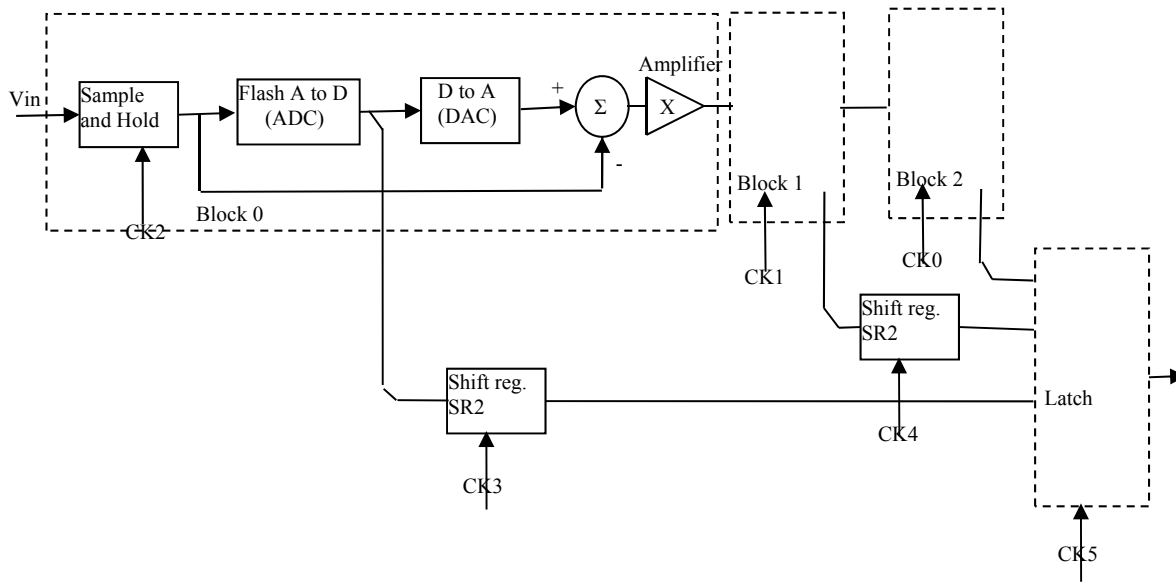 Vin
Sample
and Hold
Flash A to D
(ADC)
D to A
(DAC)
+
Σ
-
Amplifier
X
Block 0
CK2
Block 1
CK1
Block 2
CK0
Shift reg.
SR2
CK4
Shift reg.
SR2
CK3
Latch
CK5